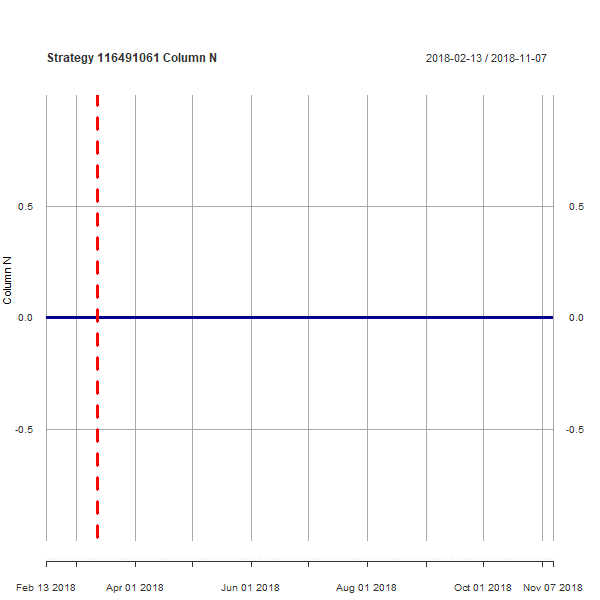 Strategy 116491061 Column N
2018-02-13 / 2018-11-07
0.5
0.5
Column N
0.0
0.0
-0.5
-0.5
Feb 13 2018
Apr 01 2018
Jun 01 2018
Aug 01 2018
Oct 01 2018
Nov 07 2018